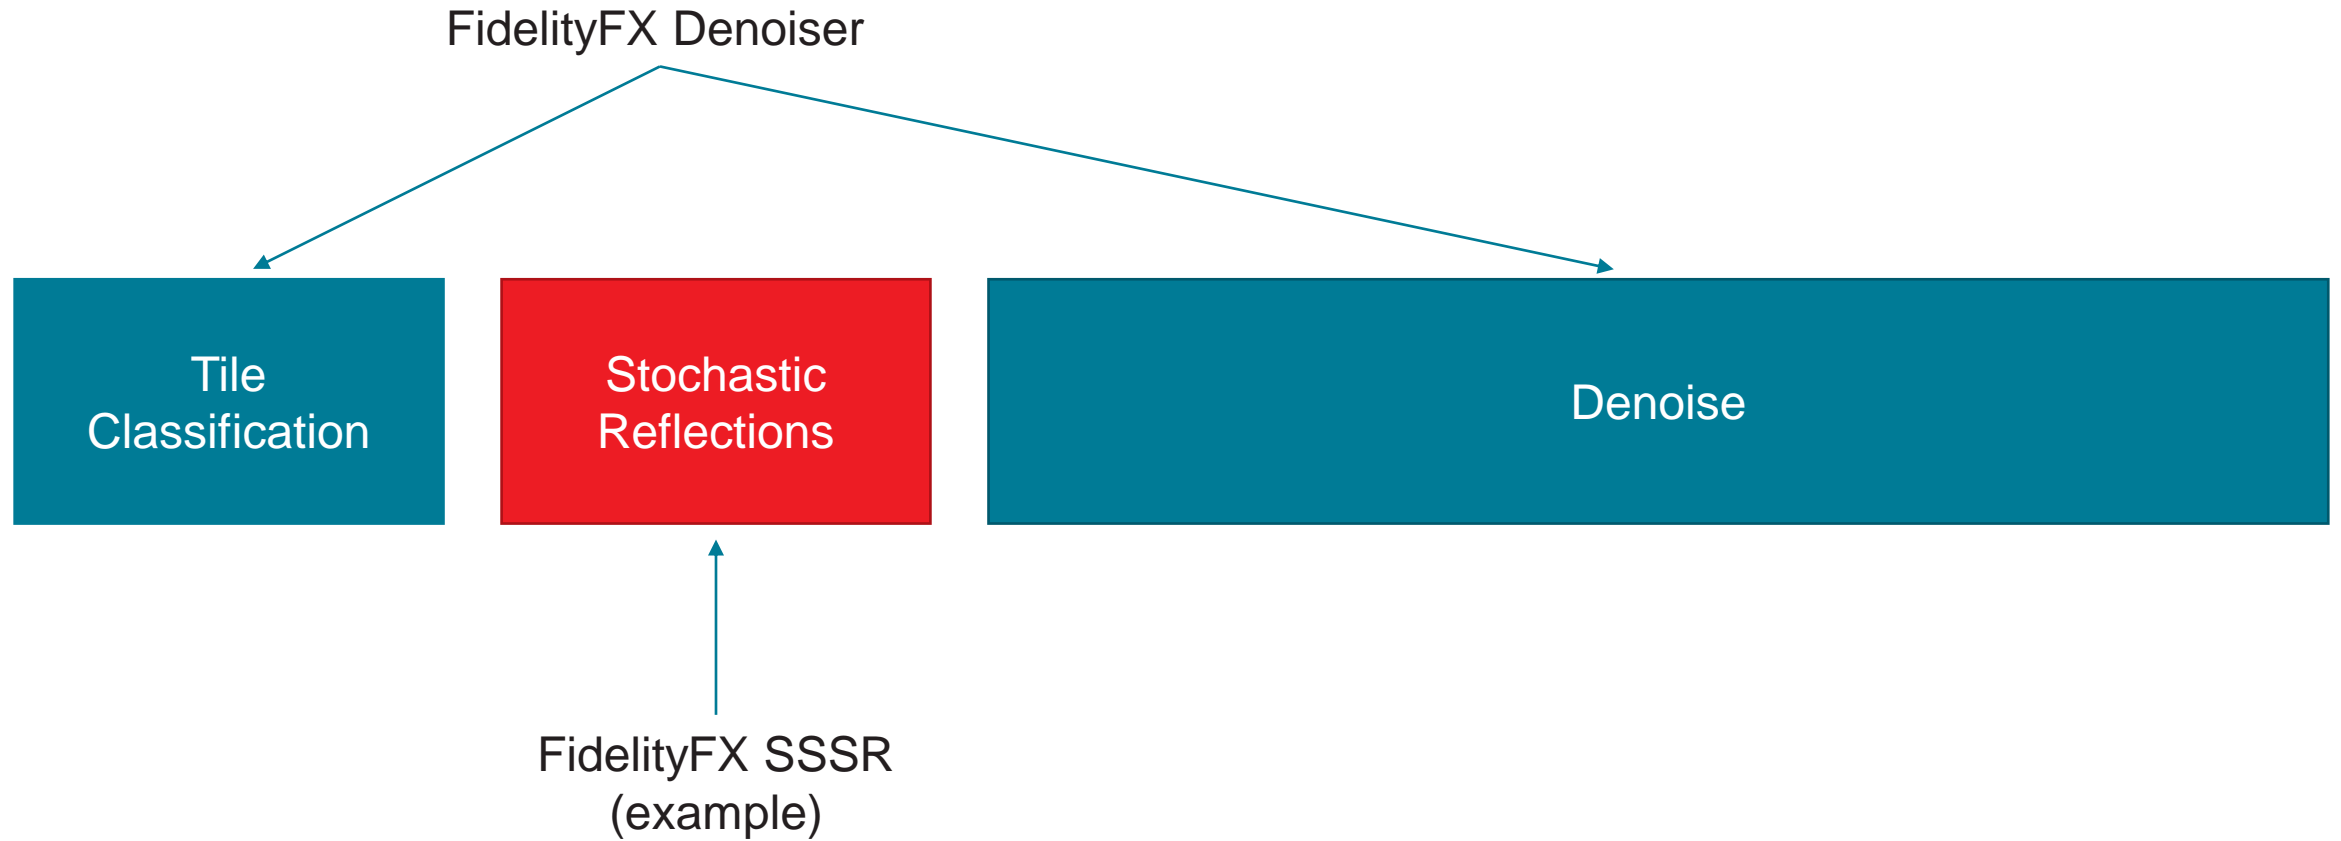 FidelityFX Denoiser
Tile
Classification
Stochastic
Reflections
Denoise
FidelityFX SSSR
(example)